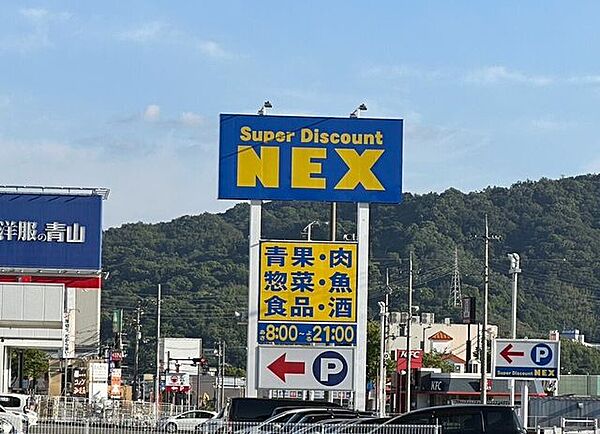 Super Discount
NEX
洋服の青山
青果・肉
惣菜・魚
食品・酒
8:00~21:00
P
P
Super Discount NEX
KFC
KFC